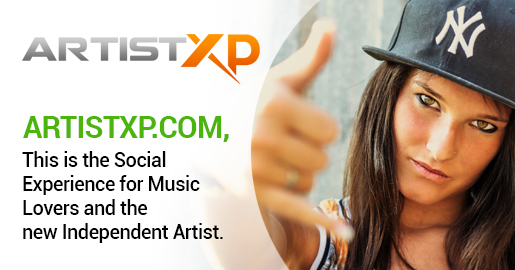 ARTISTXP
NY
ARTISTXP.COM,
This is the Social
Experience for Music
Lovers and the
new Independent Artist.